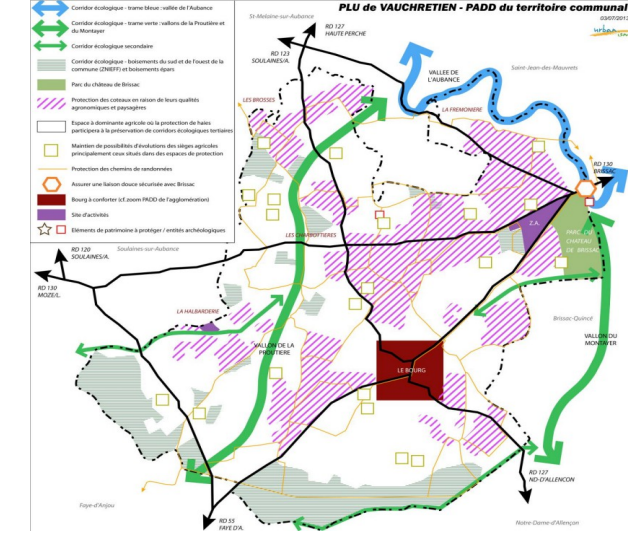 PLU de VAUCHRETIEN - PADD du territoire communal
03/07/2013
urban
Corridor écologique - trame bleue : vallée de l'Aubance
Corridor écologique - trame verte : vallons de la Proutière et
du Montayer
Corridor écologique secondaire
Corridor écologique - boisements du sud et de l'ouest de la
commune (ZNIEFF) et boisements épars
Parc du château de Brissac
Protection des coteaux en raison de leurs qualités
agronomiques et paysagères
Espace à dominante agricole où la protection de haies
participera à la préservation de corridors écologiques tertiaires
Maintien de possibilités d'évolutions des sièges agricoles
principalement ceux situés dans des espaces de protection
Protection des chemins de randonnées
Assurer une liaison douce sécurisée avec Brissac
Bourg à conforter (cf.zoom PADD de l'agglomération)
Site d'activités
Eléments de patrimoine à protéger / entités archéologiques
St-Melaine-sur-Aubance
RD 127
HAUTE PERCHE
RD 123
SOULAINES/A.
VALLEE DE
L'AUBANCE
Saint-Jean-des-Mauvrets
LES BROSSES
LA FREMONIERE
RD 130
BRISSAC
Z.A.
PARC DU
CHATEAU
DE BRISSAC
LES CHARBOTIERES
RD 120
SOULAINES/A.
Soulaines-sur-Aubance
RD 130
MOZE/L.
LA HALBARDERIE
Brissac-Quincé
VALLON DE LA
PROUTIERE
VALLON DU
MONTAYER
LE BOURG
RD 127
ND-D'ALLENCON
Faye-d'Anjou
RD 55
FAYE D'A.
Notre-Dame-d'Allençon